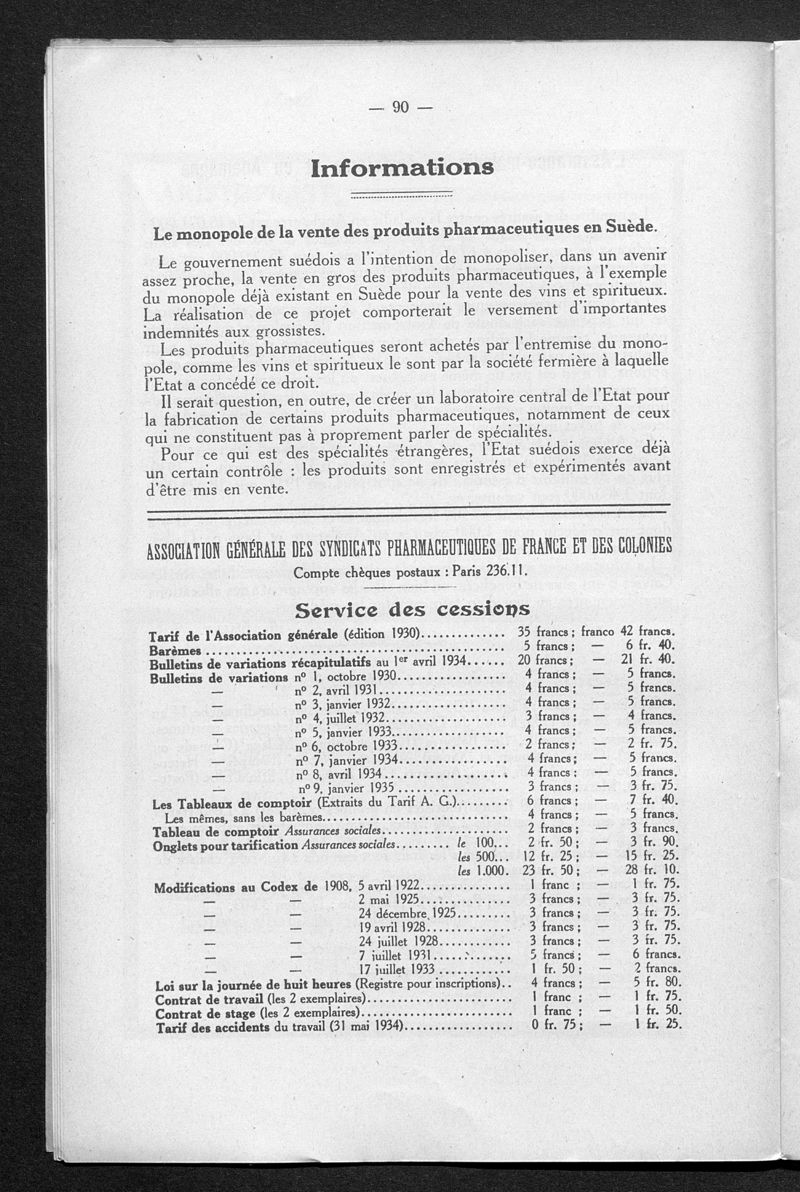 — 90 —
Informations
Le monopole de la vente des produits pharmaceutiques en Suède.
Le gouvernement suédois a l'intention de monopoliser, dans un avenir
assez proche, la vente en gros des produits pharmaceutiques, à l'exemple
du monopole déjà existant en Suède pour la vente des vins et spiritueux.
La réalisation de ce projet comporterait le versement d'importantes
indemnités aux grossistes.
Les produits pharmaceutiques seront achetés par l'entremise du mono-
pole, comme les vins et spiritueux le sont par la société fermière à laquelle
l'Etat a concédé ce droit.
Il serait question, en outre, de créer un laboratoire central de l'Etat pour
la fabrication de certains produits pharmaceutiques, notamment de ceux
qui ne constituent pas à proprement parler de spécialités.
Pour ce qui est des spécialités étrangères, l'Etat suédois exerce déjà
un certain contrôle : les produits sont enregistrés et expérimentés avant
d'être mis en vente.
ASSOCIATION GÉNÉRALE DES SYNDICATS PHARMACEUTIQUES DE FRANCE ET DES COLONIES
Compte chèques postaux : Paris 236.11.
Service des cessions
Tarif de l'Association générale (édition 1930).............. 35 francs ; franco 42 francs.
Barèmes .................................................. 5 francs ; — 6 fr. 40.
Bulletins de variations récapitulatifs au 1er avril 1934...... 20 francs ; — 21 fr. 40.
Bulletins de variations nº 1, octobre 1930.................. 4 francs ; — 5 francs.
— nº 2, avril 1931..................... 4 francs ; — 5 francs.
— nº 3, janvier 1932................... 4 francs ; — 5 francs.
— nº 4, juillet 1932.................... 3 francs ; — 4 francs.
— nº 5, janvier 1933................... 4 francs ; — 5 francs.
— nº 6, octobre 1933.................. 2 francs ; — 2 fr. 75.
— nº 7, janvier 1934.................. 4 francs ; — 5 francs.
— nº 8, avril 1934..................... 4 francs : — 5 francs.
— nº 9, janvier 1935 .................. 3 francs ; — 3 fr. 75.
Les Tableaux de comptoir (Extraits du Tarif A. G.)......... 6 francs ; — 7 fr. 40.
Les mêmes, sans les barèmes............................... 4 francs ; — 5 francs.
Tableau de comptoir Assurances sociales..................... 2 francs ; — 3 francs.
Onglets pour tarification Assurances sociales......... le 100... 2 fr. 50 ; — 3 fr. 90.
les 500... 12 fr. 25 ; — 15 fr. 25.
les 1.000. 23 fr. 50 ; — 28 fr. 10.
Modifications au Codex de 1908, 5 avril 1922............... 1 franc ; — 1 fr. 75.
— — 2 mai 1925............... 3 francs ; — 3 fr. 75.
— — 24 décembre 1925......... 3 francs ; — 3 fr. 75.
— — 19 avril 1928.............. 3 francs ; — 3 fr. 75.
— — 24 juillet 1928............ 3 francs ; — 3 fr. 75.
— — 7 juillet 1931............. 5 francs ; — 6 francs.
— — 17 juillet 1933 ............ 1 fr. 50 ; — 2 francs.
Loi sur la journée de huit heures (Registre pour inscriptions).. 4 francs ; — 5 fr. 80.
Contrat de travail (les 2 exemplaires)........................ 1 franc ; — 1 fr. 75.
Contrat de stage (les 2 exemplaires)......................... 1 franc ; — 1 fr. 50.
Tarif des accidents du travail (31 mai 1934).................. 0 fr. 75 ; — 1 fr. 25.